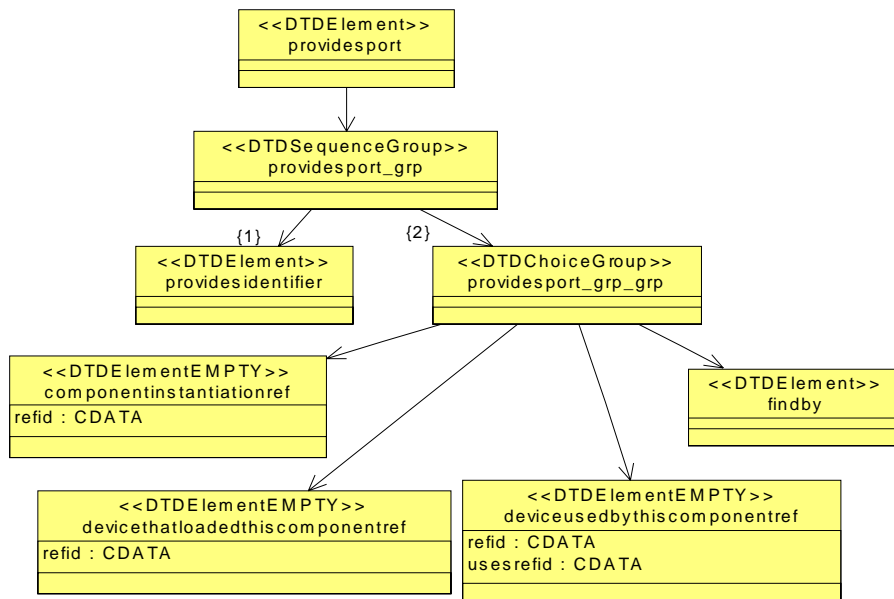 <<DTDElement>>
providesport
<<DTDSequenceGroup>>
providesport_grp
{1}
{2}
<<DTDElement>>
providesidentifier
<<DTDChoiceGroup>>
providesport_grp_grp
<<DTDElementEMPTY>>
componentinstantiationref
refid : CDATA
<<DTDElement>>
findby
<<DTDElementEMPTY>>
devicethatloadedthiscomponentref
refid : CDATA
<<DTDElementEMPTY>>
deviceusedbythiscomponentref
refid : CDATA
usesrefid : CDATA